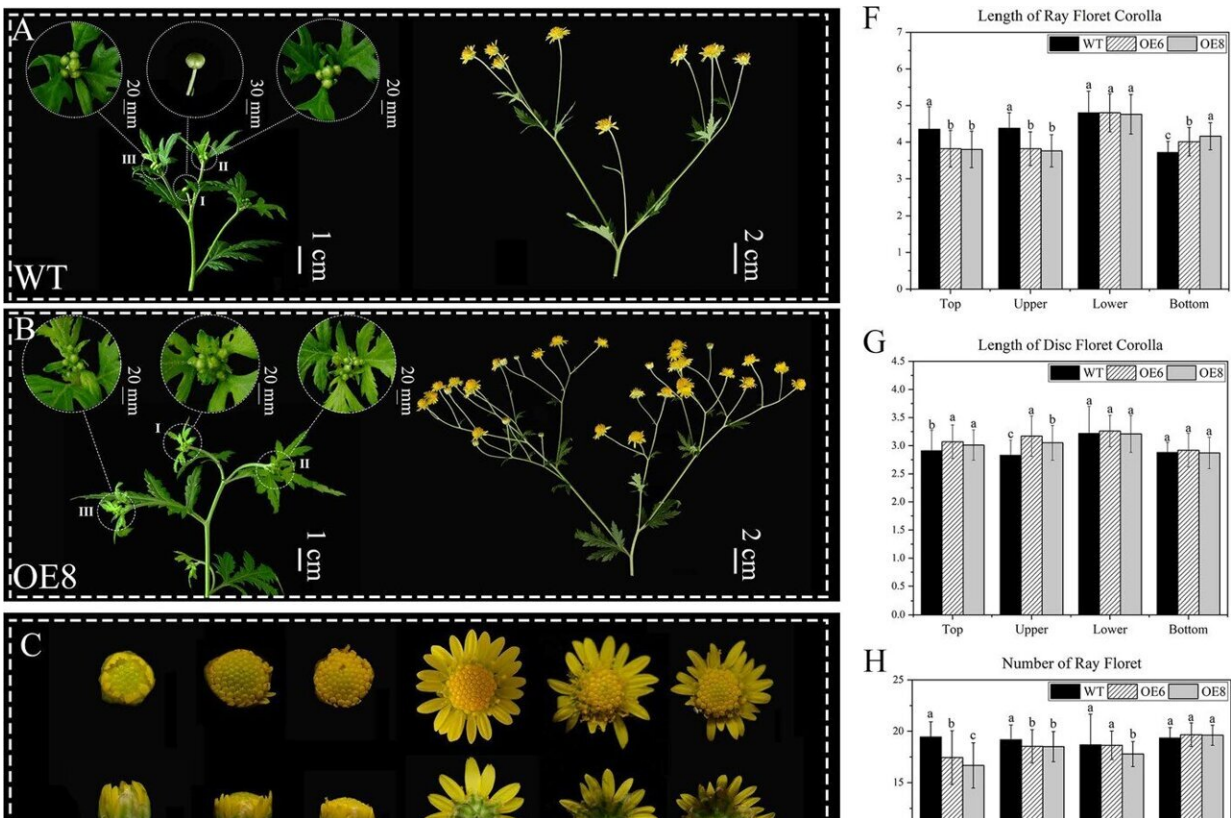 A
20 mm
30 mm
20 mm
III
II
I
1 cm
2 cm
WT
B
20 mm
20 mm
20 mm
I
II
III
1 cm
2 cm
OE8
C
F
Length of Ray Floret Corolla
WT OE6 OE8
7
6
5
4
3
2
1
0
a b b a b b a a a c b a
Top Upper Lower Bottom
G
Length of Disc Floret Corolla
WT OE6 OE8
4.5
4.0
3.5
3.0
2.5
2.0
1.5
1.0
0.5
0.0
b a a c a b a a a a a a
Top Upper Lower Bottom
H
Number of Ray Floret
WT OE6 OE8
25
20
15
a b c a b b a a b a a a